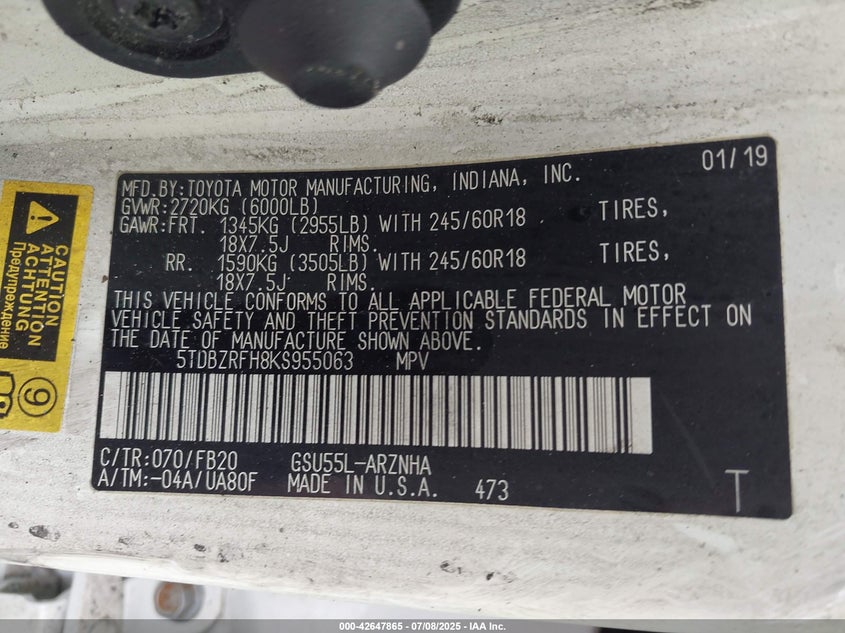 01/19
MFD.BY:TOYOTA MOTOR MANUFACTURING, INDIANA, INC.
GVWR:2720KG (6000LB)
GAWR:FRT. 1345KG (2955LB) WITH 245/60R18 TIRES,
18X7.5J RIMS.
RR. 1590KG (3505LB) WITH 245/60R18 TIRES,
18X7.5J RIMS.
THIS VEHICLE CONFORMS TO ALL APPLICABLE FEDERAL MOTOR
VEHICLE SAFETY AND THEFT PREVENTION STANDARDS IN EFFECT ON
THE DATE OF MANUFACTURE SHOWN ABOVE.
5TDBZRFH8KS955063 MPV
C/TR:070/FB20 GSU55L-ARZNHA
A/TM:-04A/UA80F MADE IN U.S.A. 473
T
CAUTION
ATTENTION
ACHTUNG
Предупреждение
9
000-42647865 - 07/08/2025 - IAA Inc.